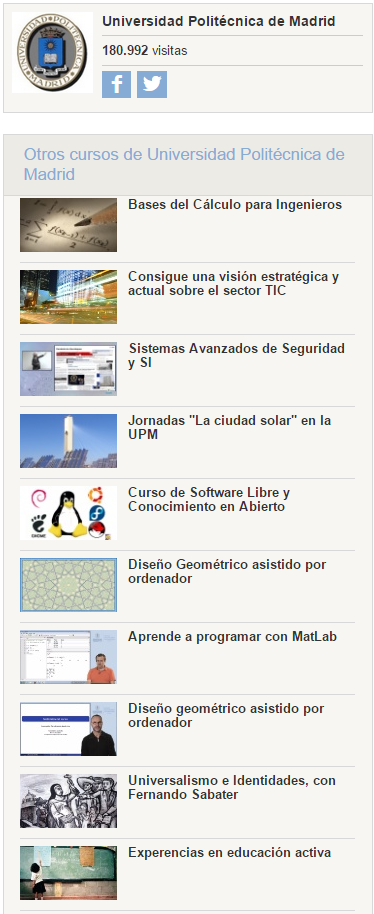 Universidad Politécnica de Madrid
180.992 visitas
Otros cursos de Universidad Politécnica de
Madrid
Bases del Cálculo para Ingenieros
Consigue una visión estratégica y
actual sobre el sector TIC
Sistemas Avanzados de Seguridad
y SI
Jornadas "La ciudad solar" en la
UPM
Curso de Software Libre y
Conocimiento en Abierto
Diseño Geométrico asistido por
ordenador
Aprende a programar con MatLab
Diseño geométrico asistido por
ordenador
Universalismo e Identidades, con
Fernando Sabater
Experencias en educación activa